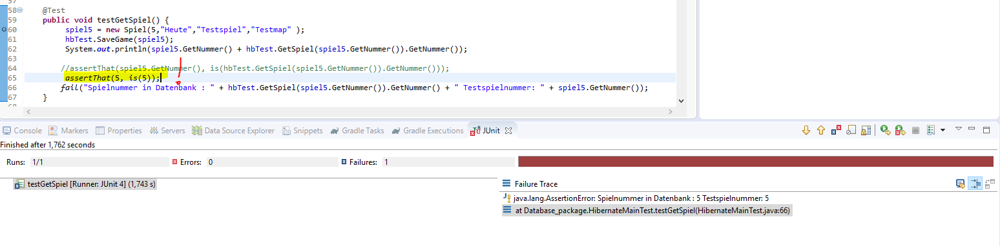 57
58 @Test
59 public void testGetSpiel() {
60 spiel5 = new Spiel(5,"Heute","Testspiel","Testmap" );
61 hbTest.SaveGame(spiel5);
62 System.out.println(spiel5.GetNummer() + hbTest.GetSpiel(spiel5.GetNummer()).GetNummer());
63
64 //assertThat(spiel5.GetNummer(), is(hbTest.GetSpiel(spiel5.GetNummer()).GetNummer()));
65 assertThat(5, is(5)); !
66 fail("Spielnummer in Datenbank : " + hbTest.GetSpiel(spiel5.GetNummer()).GetNummer() + " Testspielnummer: " + spiel5.GetNummer());
67 }
68
Console Markers Properties Servers Data Source Explorer Snippets Gradle Tasks Gradle Executions JUnit
Finished after 1,762 seconds
Runs: 1/1 Errors: 0 Failures: 1
testGetSpiel [Runner: JUnit 4] (1,743 s)
Failure Trace
java.lang.AssertionError: Spielnummer in Datenbank : 5 Testspielnummer: 5
at Database_package.HibernateMainTest.testGetSpiel(HibernateMainTest.java:66)